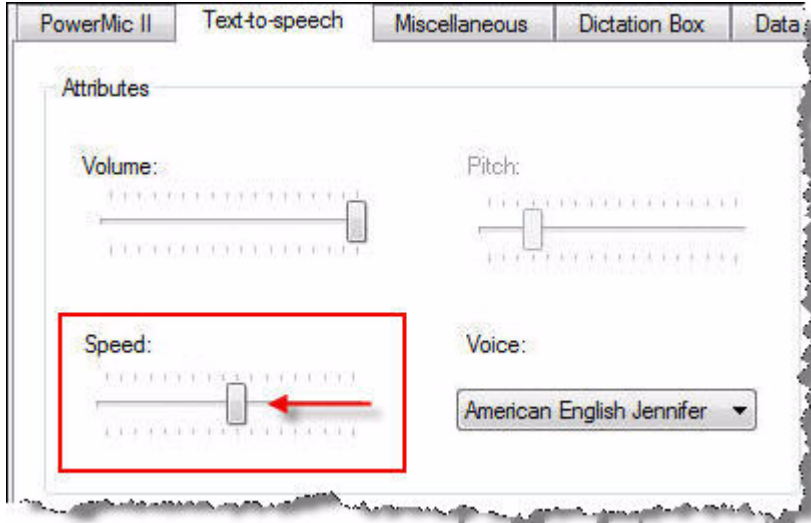 PowerMic II Text-to-speech Miscellaneous Dictation Box Data
Attributes
Volume: Pitch:
Speed: Voice:
American English Jennifer